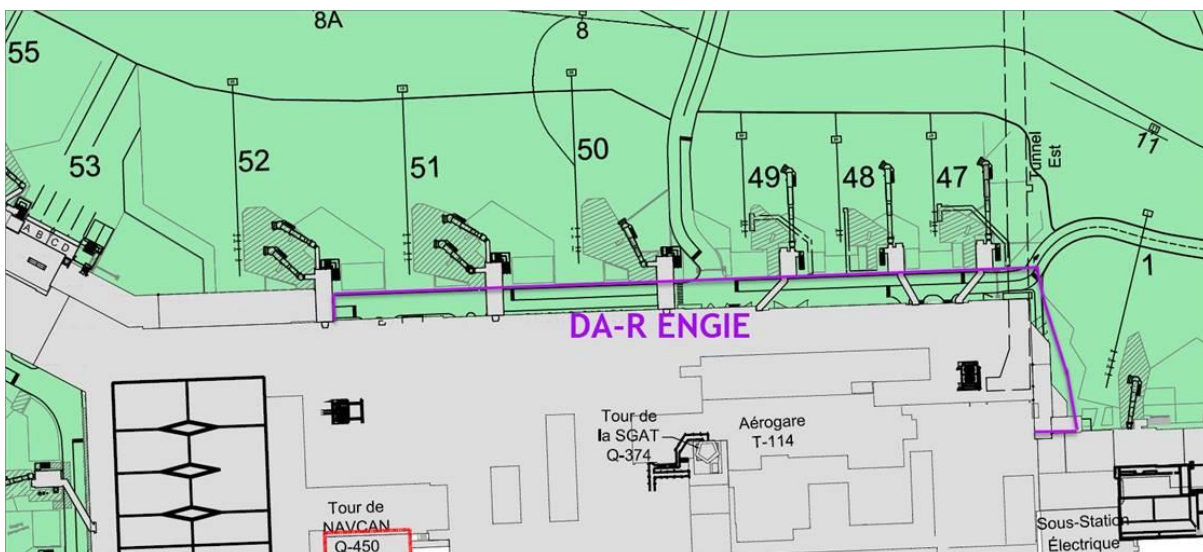 8A
8
55
53
52
51
50
49
48
47
Tunnel
Est
11
1
A B C D
DA-R ENGIE
Tour de
la SGAT
Q-374
Aérogare
T-114
Tour de
NAVCAN
Q-450
Sous-Station
Électrique